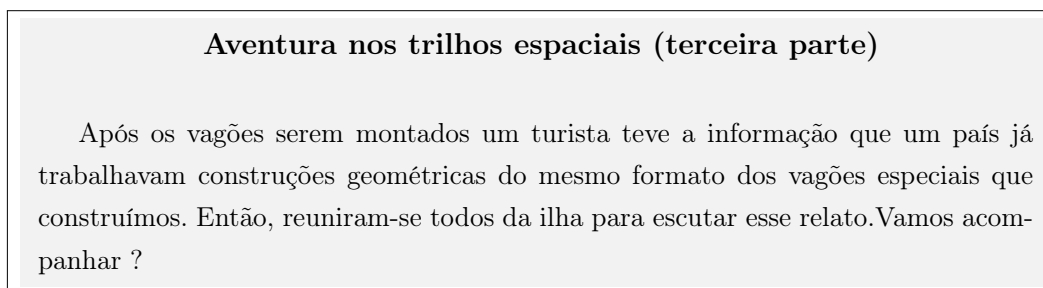 Aventura nos trilhos espaciais (terceira parte)
Após os vagões serem montados um turista teve a informação que um país já
trabalhavam construções geométricas do mesmo formato dos vagões especiais que
construímos. Então, reuniram-se todos da ilha para escutar esse relato.Vamos acom-
panhar ?